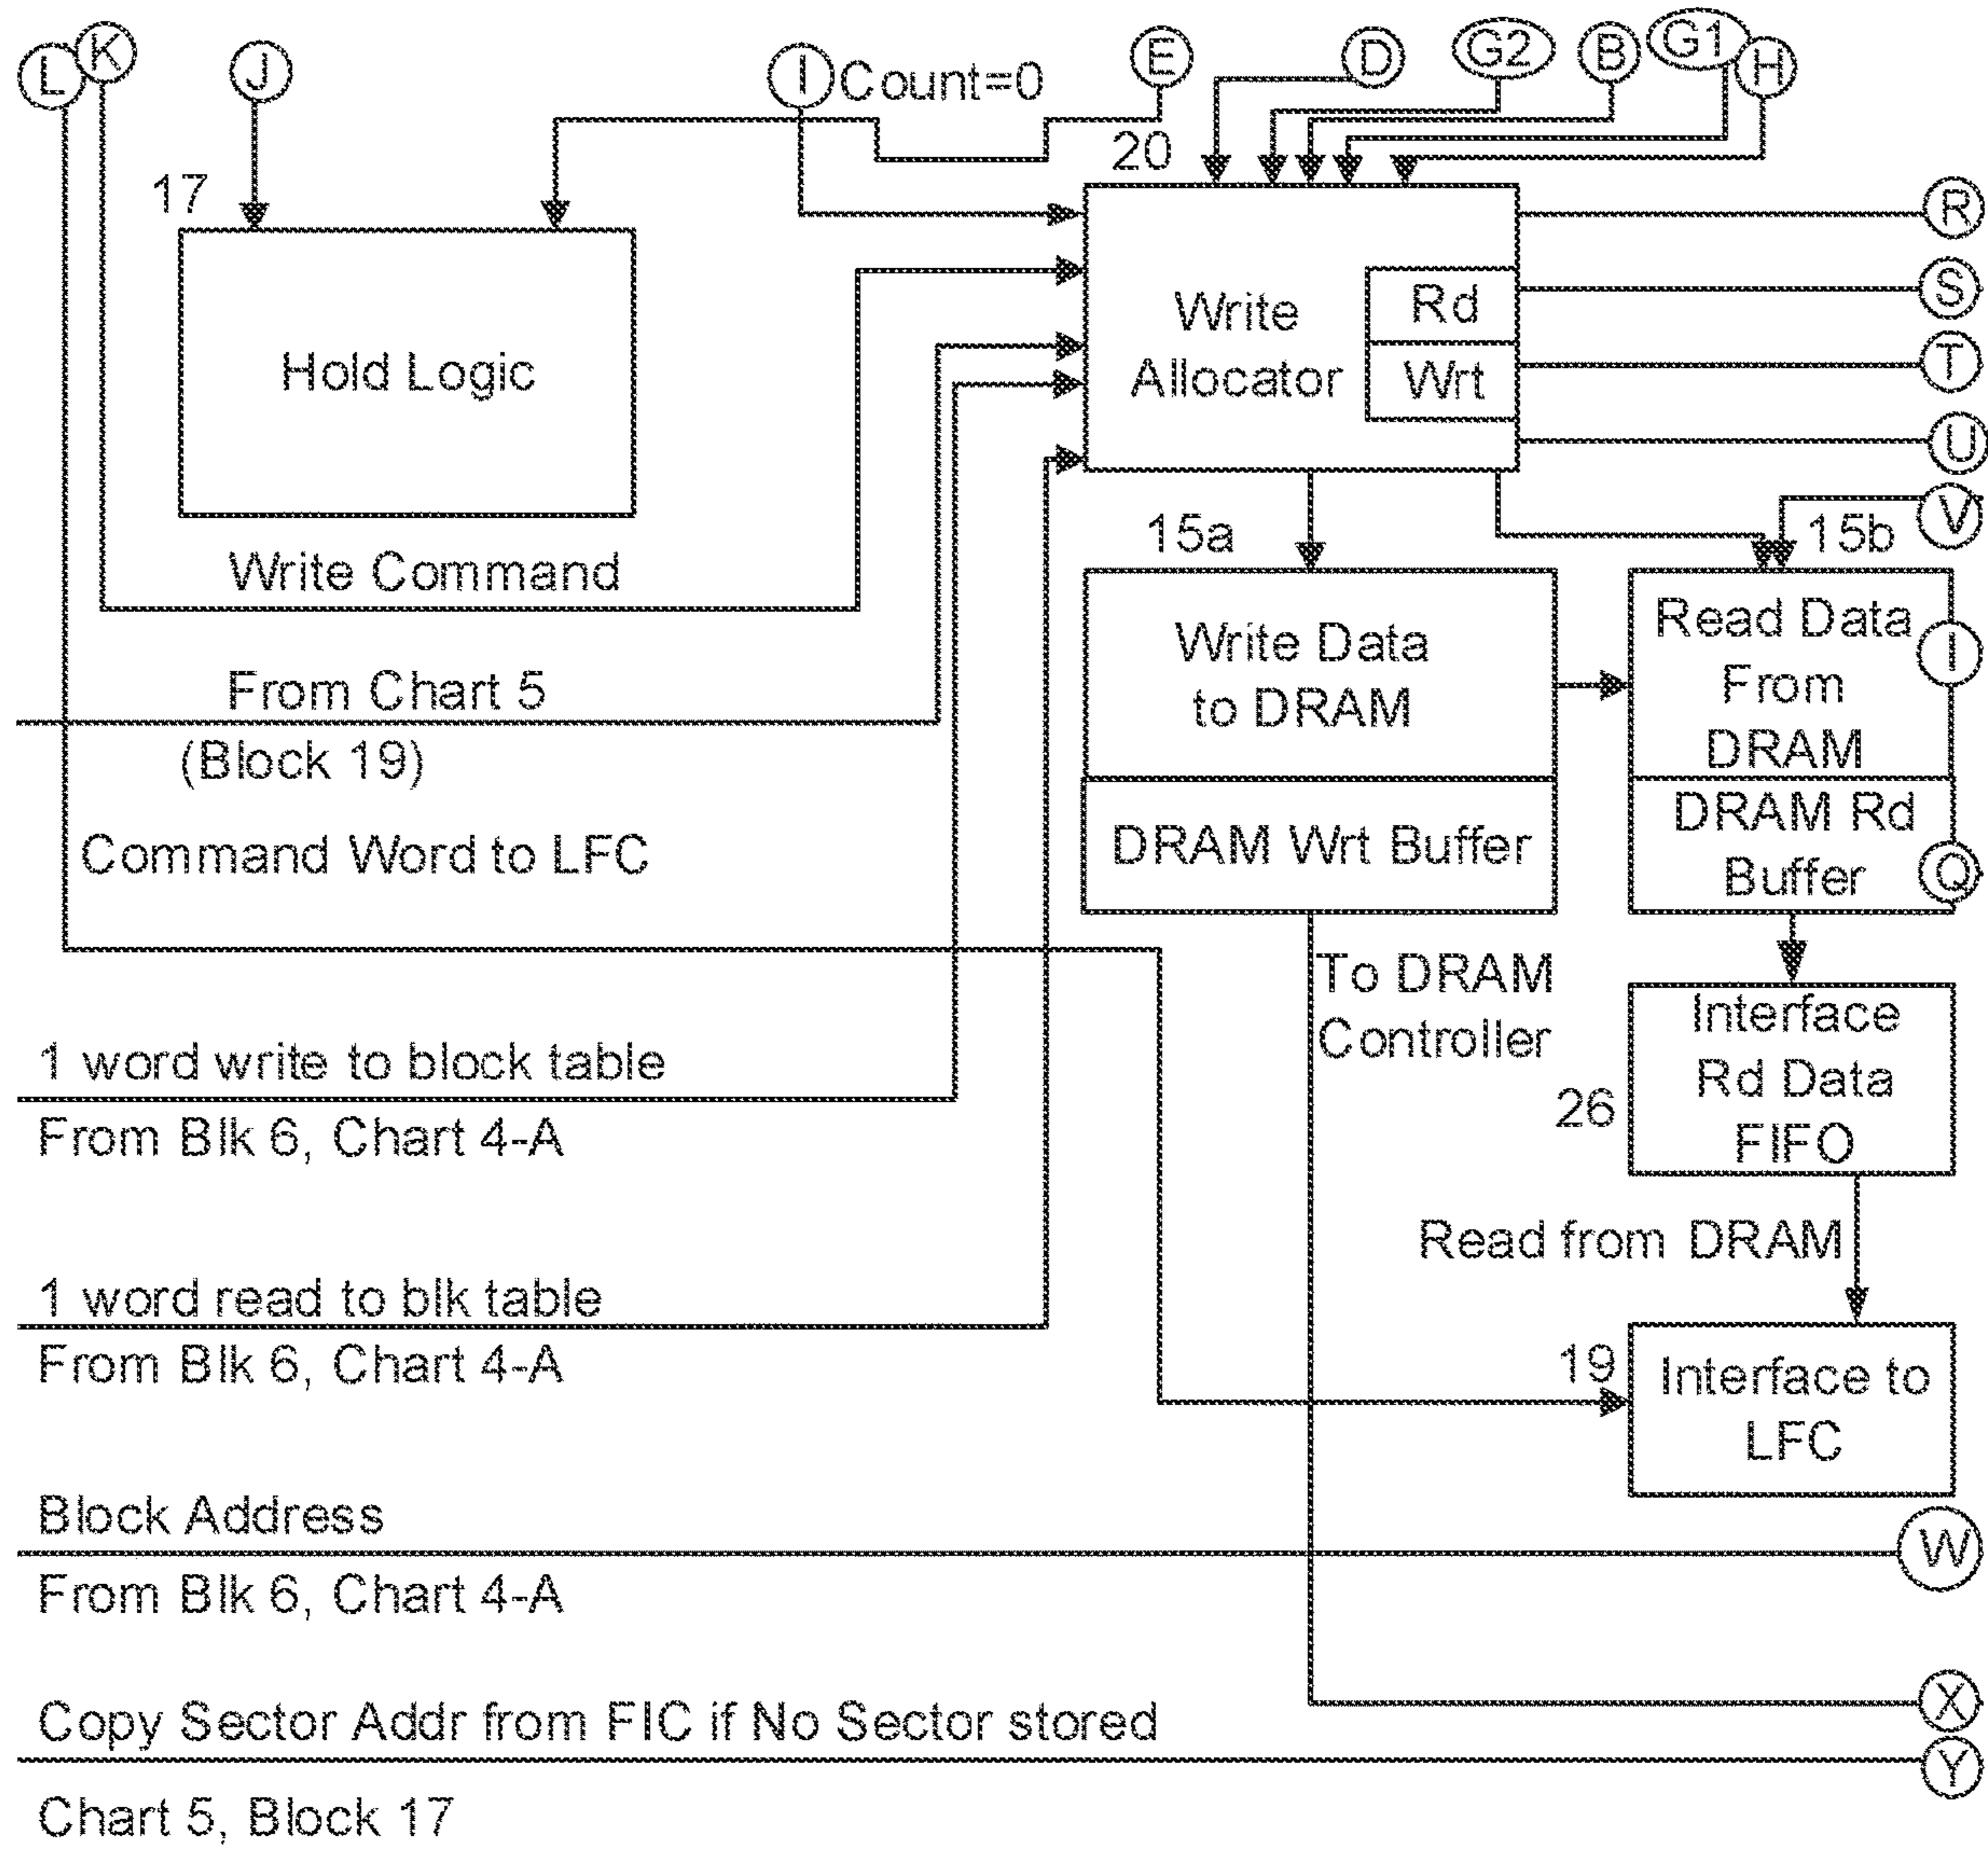 L
K
J
I
Count=0
E
D
G2
B
G1
H
20
17
R
S
T
U
V
Hold Logic
Write
Allocator
Rd
Wrt
15a
15b
Write Command
Write Data
to DRAM
Read Data
From
DRAM
I
From Chart 5
(Block 19)
DRAM Wrt Buffer
DRAM Rd
Buffer
Q
Command Word to LFC
To DRAM
Controller
Interface
Rd Data
FIFO
26
1 word write to block table
From Blk 6, Chart 4-A
Read from DRAM
1 word read to blk table
From Blk 6, Chart 4-A
19
Interface to
LFC
Block Address
W
From Blk 6, Chart 4-A
X
Copy Sector Addr from FIC if No Sector stored
Y
Chart 5, Block 17